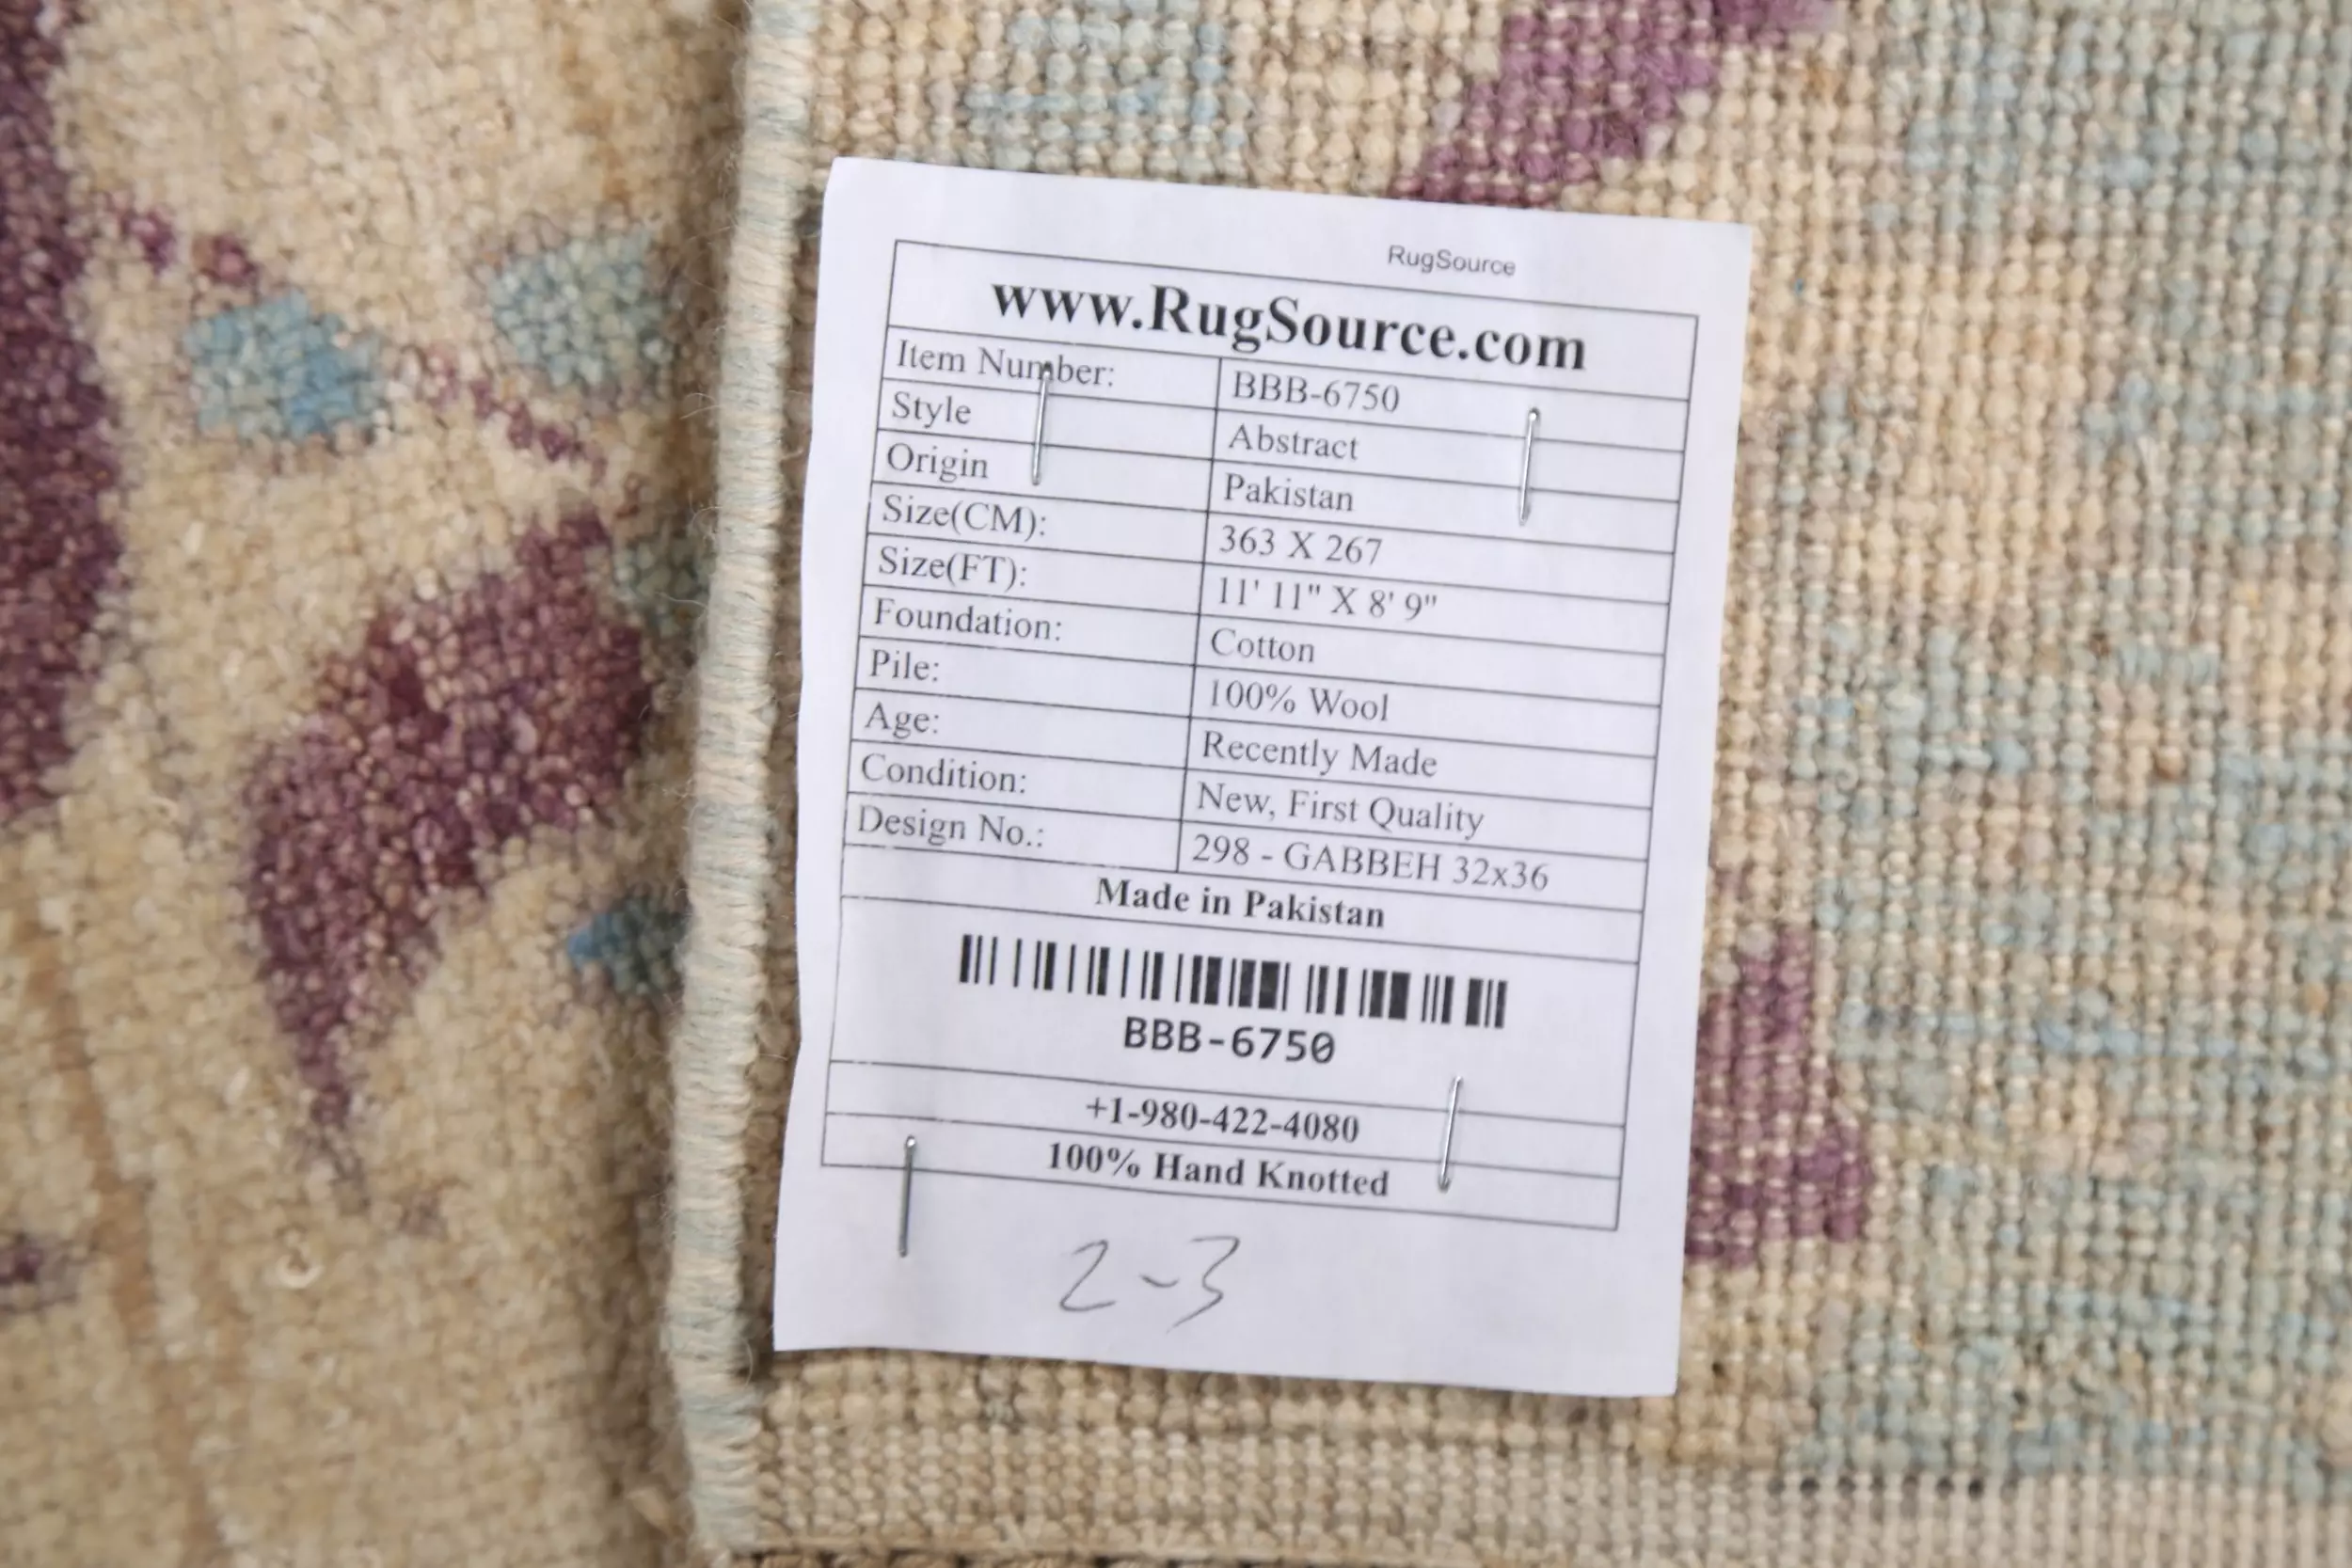 RugSource
www.RugSource.com
Item Number: BBB-6750
Style Abstract
Origin Pakistan
Size(CM): 363 X 267
Size(FT): 11' 11" X 8' 9"
Foundation: Cotton
Pile: 100% Wool
Age: Recently Made
Condition: New, First Quality
Design No.: 298 - GABBEH 32x36
Made in Pakistan
BBB-6750
+1-980-422-4080
100% Hand Knotted
2-3